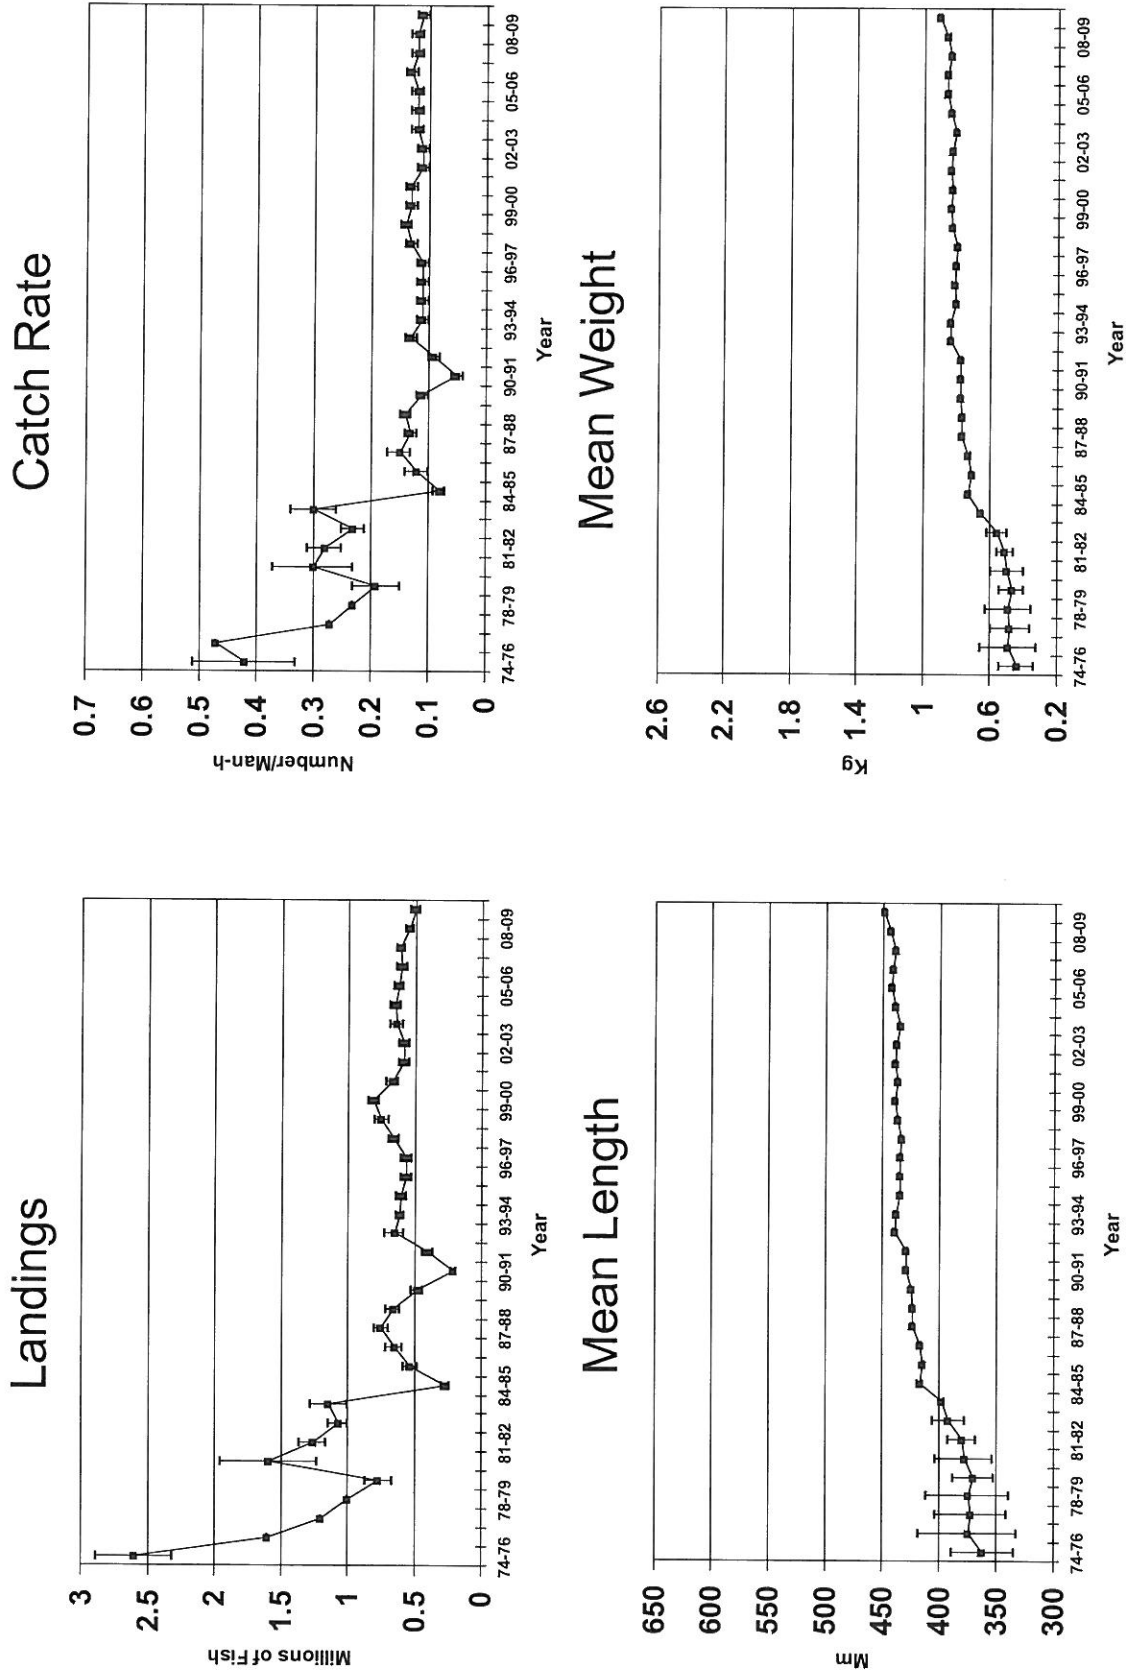 Landings
3
2.5
2
1.5
1
0.5
0
Millions of Fish
74-76 78-79 81-82 84-85 87-88 90-91 93-94 96-97 99-00 02-03 05-06 08-09
Year
Catch Rate
0.7
0.6
0.5
0.4
0.3
0.2
0.1
0
Number/Man-h
74-76 78-79 81-82 84-85 87-88 90-91 93-94 96-97 99-00 02-03 05-06 08-09
Year
Mean Length
650
600
550
500
450
400
350
300
Mm
74-76 78-79 81-82 84-85 87-88 90-91 93-94 96-97 99-00 02-03 05-06 08-09
Year
Mean Weight
2.6
2.2
1.8
1.4
1
0.6
0.2
Kg
74-76 78-79 81-82 84-85 87-88 90-91 93-94 96-97 99-00 02-03 05-06 08-09
Year